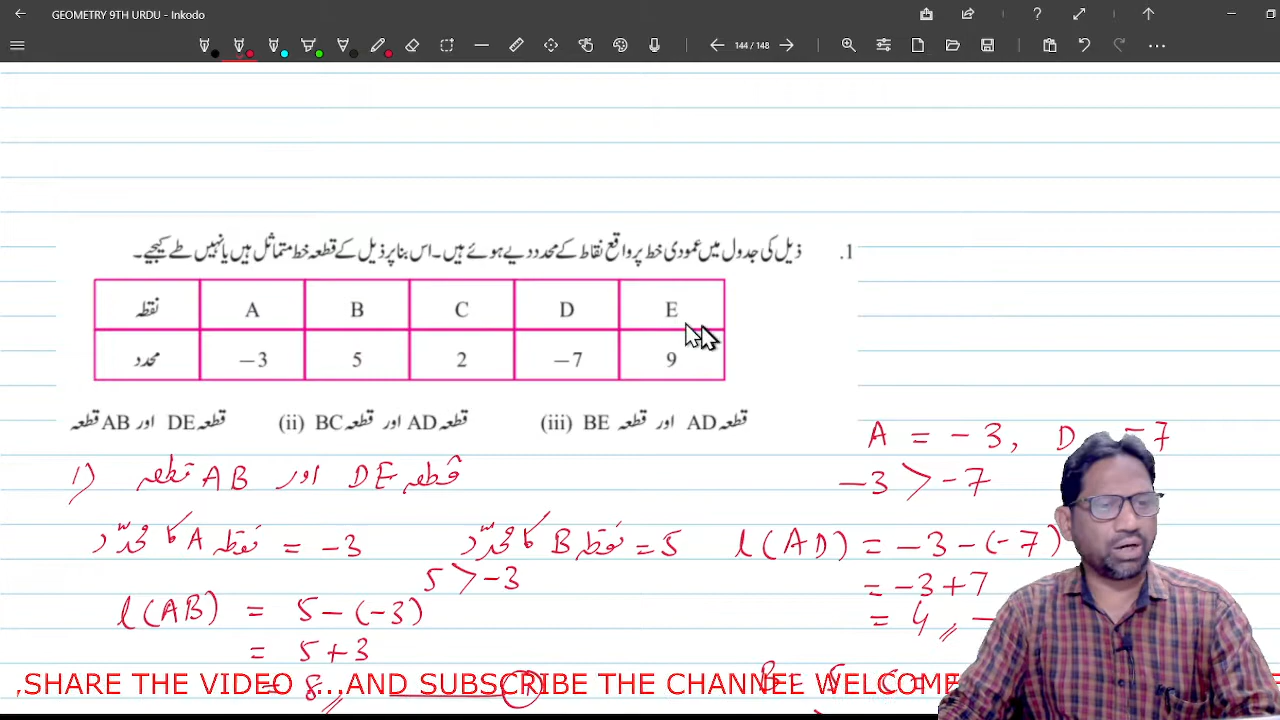 GEOMETRY 9TH URDU - Inkodo
144 / 148
1. ذیل کی جدول میں عمودی خط پر واقع نقاط کے محدد دیے ہوئے ہیں۔ اس بنا پر ذیل کے قطعہ خط متماثل ہیں یا نہیں طے کیجیے۔
نقطہ A B C D E
محدد −3 5 2 −7 9
قطعہ AB اور DE قطعہ (ii) BC قطعہ اور AD قطعہ (iii) BE قطعہ اور AD قطعہ
A = -3, D -7
1) قطعہ AB اور DE قطعہ
-3 > -7
نقطہ A کا محدّد = -3 نقطہ B کا محدّد = 5
l(AD) = -3-(-7)
5 > -3
= -3+7
l(AB) = 5-(-3)
= 4
= 5+3
= 8
,SHARE THE VIDEO ...AND SUBSCRIBE THE CHANNEL WELCOME